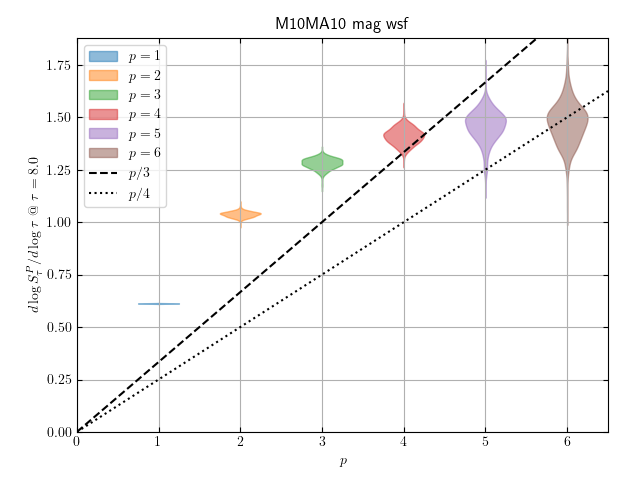 M10MA10 mag wsf
p = 1
p = 2
p = 3
p = 4
p = 5
p = 6
p/3
p/4
d log S_τ^P / d log τ @ τ = 8.0
1.75
1.50
1.25
1.00
0.75
0.50
0.25
0.00
0 1 2 3 4 5 6
p